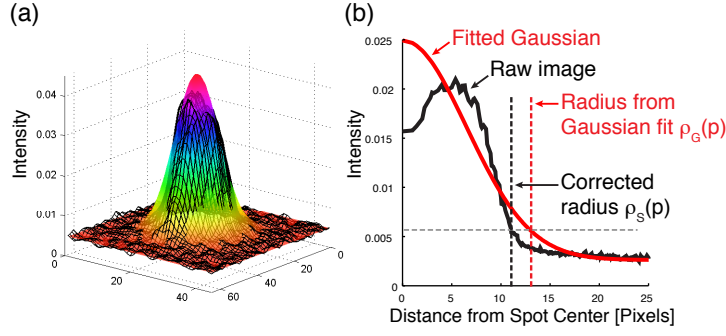 (a)
Intensity
0.04
0.03
0.02
0.01
0
0
20
40
60
40
20
0
(b)
Intensity
0.025
0.02
0.015
0.01
0.005
0
0
5
10
15
20
25
Distance from Spot Center [Pixels]
Fitted Gaussian
Raw image
Radius from
Gaussian fit ρG(p)
Corrected
radius ρS(p)